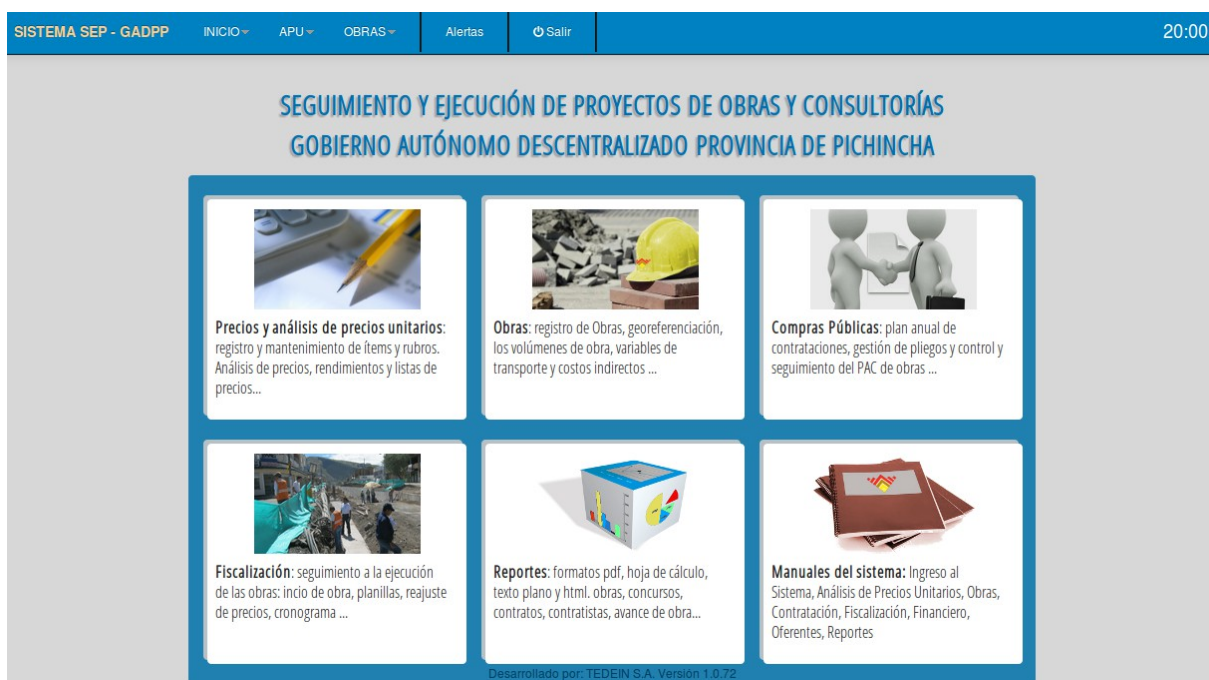 SISTEMA SEP - GADPP INICIO APU OBRAS Alertas Salir 20:00
SEGUIMIENTO Y EJECUCIÓN DE PROYECTOS DE OBRAS Y CONSULTORÍAS
GOBIERNO AUTÓNOMO DESCENTRALIZADO PROVINCIA DE PICHINCHA
Precios y análisis de precios unitarios:
registro y mantenimiento de ítems y rubros.
Análisis de precios, rendimientos y listas de
precios...
Obras: registro de Obras, georeferenciación,
los volúmenes de obra, variables de
transporte y costos indirectos ...
Compras Públicas: plan anual de
contrataciones, gestión de pliegos y control y
seguimiento del PAC de obras ...
Fiscalización: seguimiento a la ejecución
de las obras: incio de obra, planillas, reajuste
de precios, cronograma ...
Reportes: formatos pdf, hoja de cálculo,
texto plano y html. obras, concursos,
contratos, contratistas, avance de obra...
Manuales del sistema: Ingreso al
Sistema, Análisis de Precios Unitarios, Obras,
Contratación, Fiscalización, Financiero,
Oferentes, Reportes
Desarrollado por: TEDEIN S.A. Versión 1.0.72